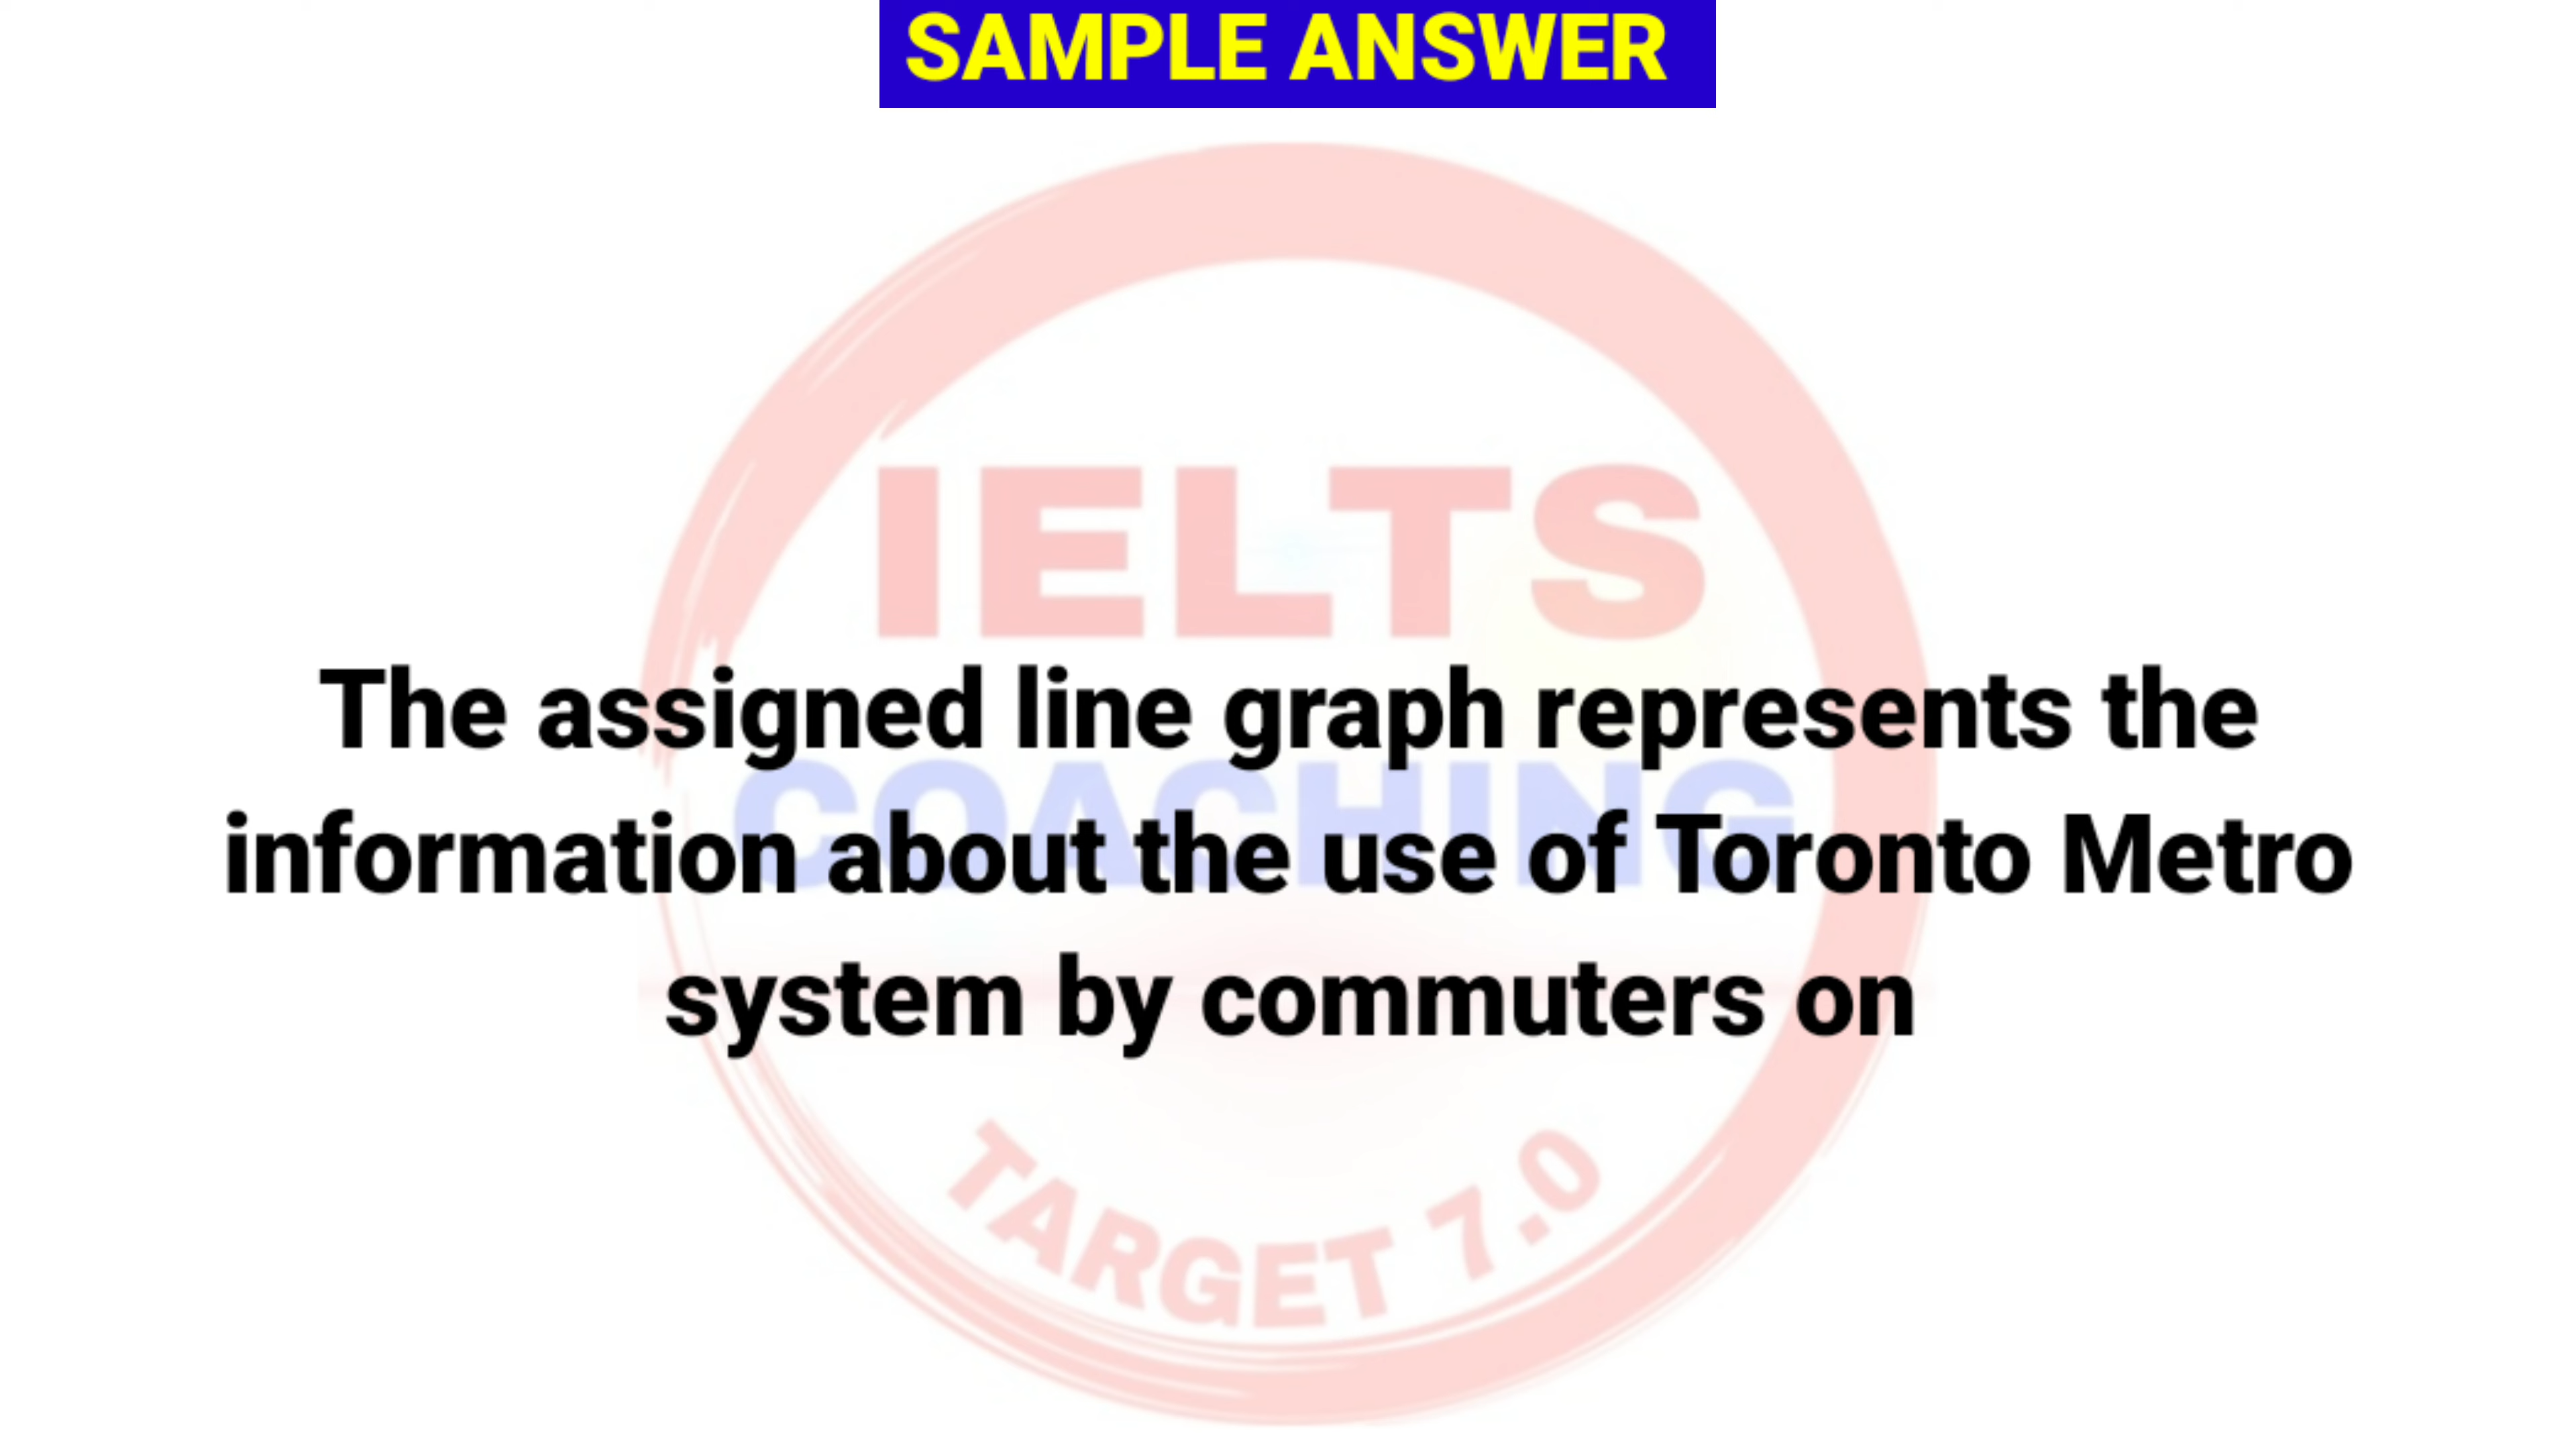 SAMPLE ANSWER
IELTS
The assigned line graph represents the
COACHING
information about the use of Toronto Metro
system by commuters on
TARGET 7.0